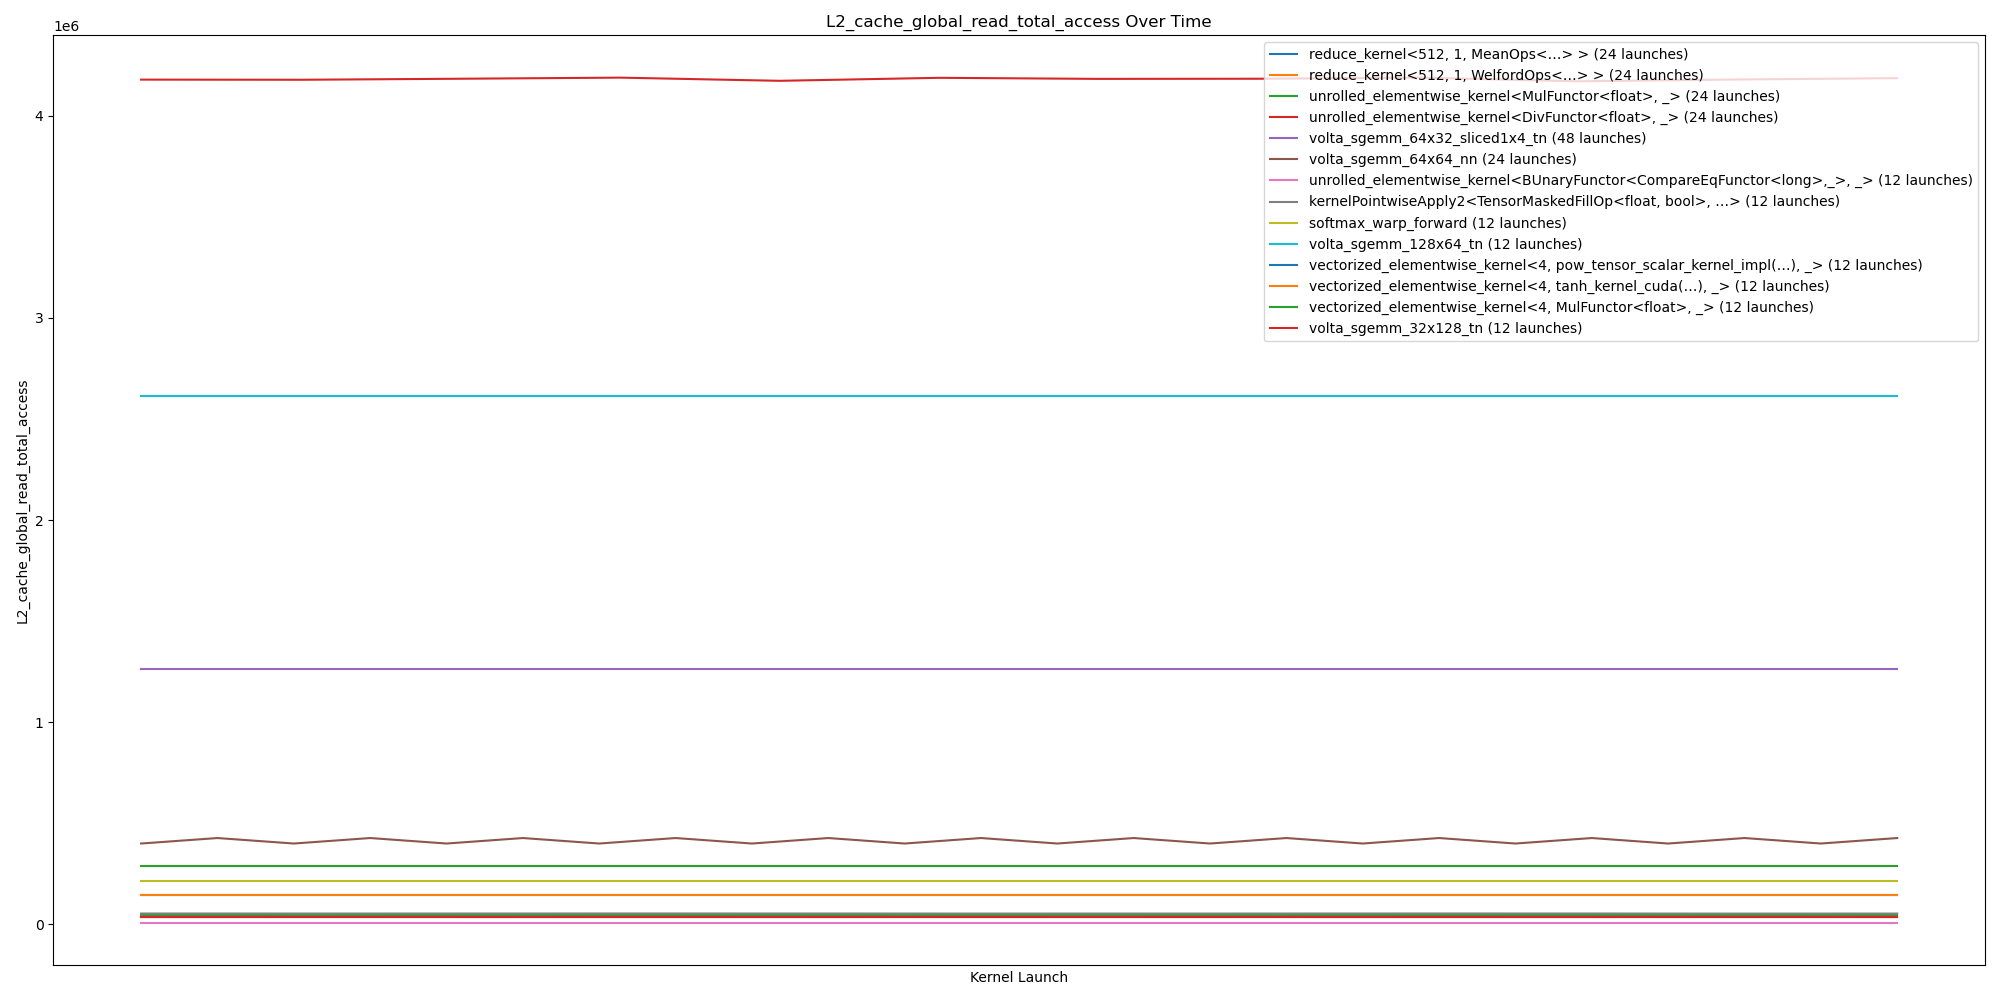 L2_cache_global_read_total_access Over Time
1e6
reduce_kernel<512, 1, MeanOps<...> > (24 launches)
reduce_kernel<512, 1, WelfordOps<...> > (24 launches)
unrolled_elementwise_kernel<MulFunctor<float>, _> (24 launches)
unrolled_elementwise_kernel<DivFunctor<float>, _> (24 launches)
volta_sgemm_64x32_sliced1x4_tn (48 launches)
volta_sgemm_64x64_nn (24 launches)
unrolled_elementwise_kernel<BUnaryFunctor<CompareEqFunctor<long>,_>, _> (12 launches)
kernelPointwiseApply2<TensorMaskedFillOp<float, bool>, ...> (12 launches)
softmax_warp_forward (12 launches)
volta_sgemm_128x64_tn (12 launches)
vectorized_elementwise_kernel<4, pow_tensor_scalar_kernel_impl(...), _> (12 launches)
vectorized_elementwise_kernel<4, tanh_kernel_cuda(...), _> (12 launches)
vectorized_elementwise_kernel<4, MulFunctor<float>, _> (12 launches)
volta_sgemm_32x128_tn (12 launches)
4
3
2
1
0
L2_cache_global_read_total_access
Kernel Launch